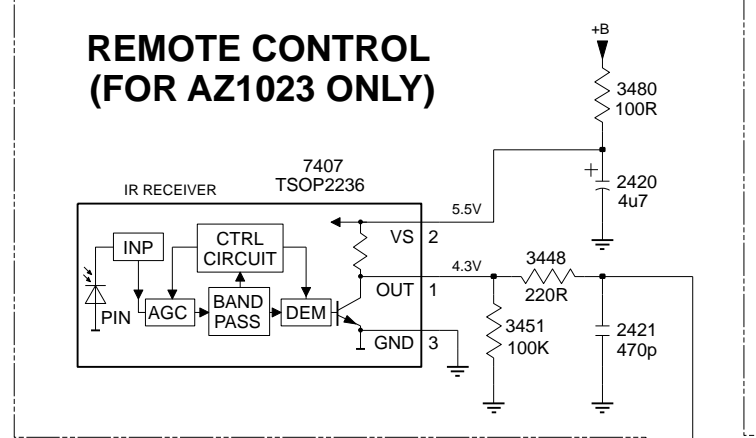 REMOTE CONTROL
(FOR AZ1023 ONLY)
+B
3480
100R
7407
TSOP2236
IR RECEIVER
2420
4u7
5.5V
VS 2
INP
CTRL
CIRCUIT
4.3V
3448
220R
OUT 1
PIN
AGC
BAND
PASS
DEM
GND 3
3451
100K
2421
470p